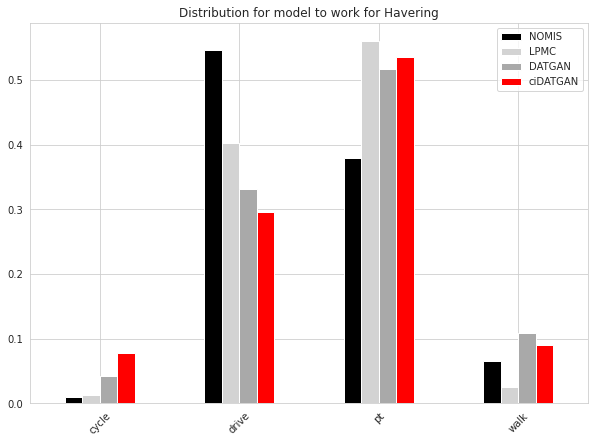 Distribution for model to work for Havering
NOMIS
LPMC
DATGAN
ciDATGAN
0.5
0.4
0.3
0.2
0.1
0.0
cycle
drive
pt
walk